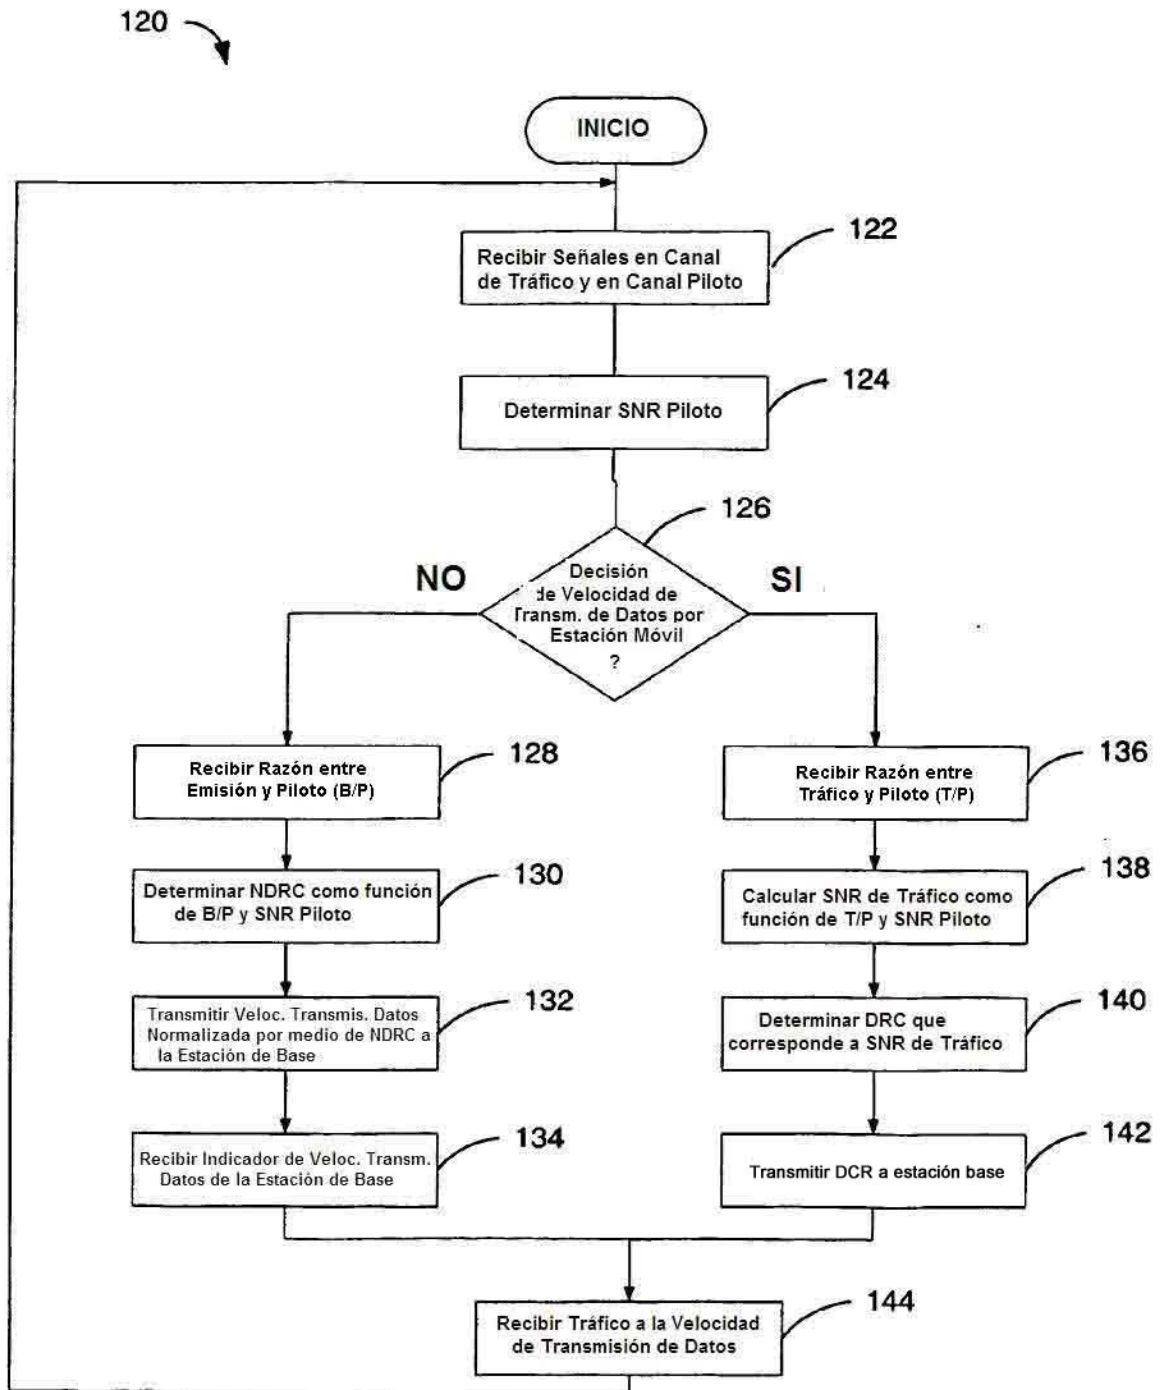 120
INICIO
122
Recibir Señales en Canal
de Tráfico y en Canal Piloto
124
Determinar SNR Piloto
126
NO
SI
Decisión
de Velocidad de
Transm. de Datos por
Estación Móvil
?
128
Recibir Razón entre
Emisión y Piloto (B/P)
136
Recibir Razón entre
Tráfico y Piloto (T/P)
130
Determinar NDRC como función
de B/P y SNR Piloto
138
Calcular SNR de Tráfico como
función de T/P y SNR Piloto
132
Transmitir Veloc. Transmis. Datos
Normalizada por medio de NDRC a
la Estación de Base
140
Determinar DRC que
corresponde a SNR de Tráfico
134
Recibir Indicador de Veloc. Transm.
Datos de la Estación de Base
142
Transmitir DCR a estación base
144
Recibir Tráfico a la Velocidad
de Transmisión de Datos